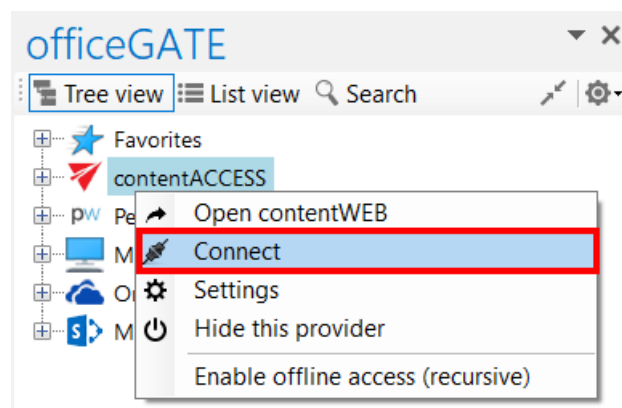 officeGATE
Tree view List view Search
Favorites
contentACCESS
Open contentWEB
Connect
Settings
Hide this provider
Enable offline access (recursive)